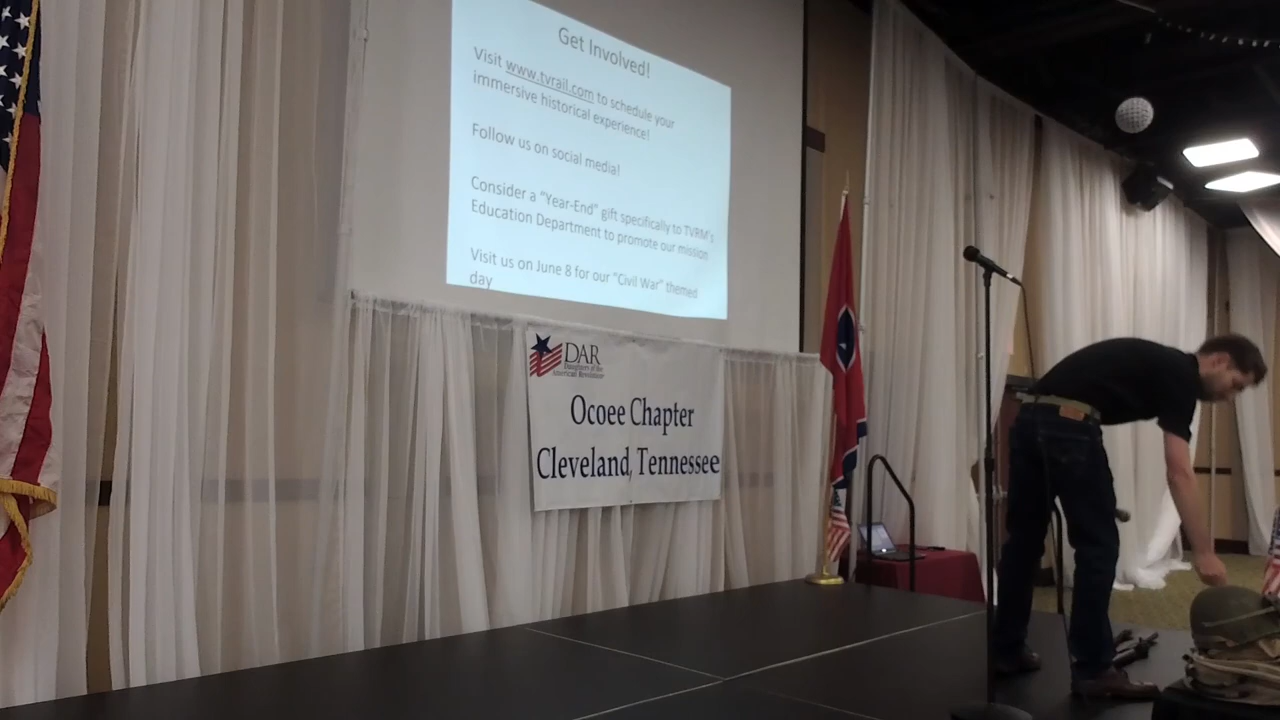 Get Involved!
Visit www.tvrail.com to schedule your
immersive historical experience!
Follow us on social media!
Consider a "Year-End" gift specifically to TVRM's
Education Department to promote our mission
Visit us on June 8 for our "Civil War" themed
day
DAR
Daughters of the
American Revolution
Ocoee Chapter
Cleveland, Tennessee